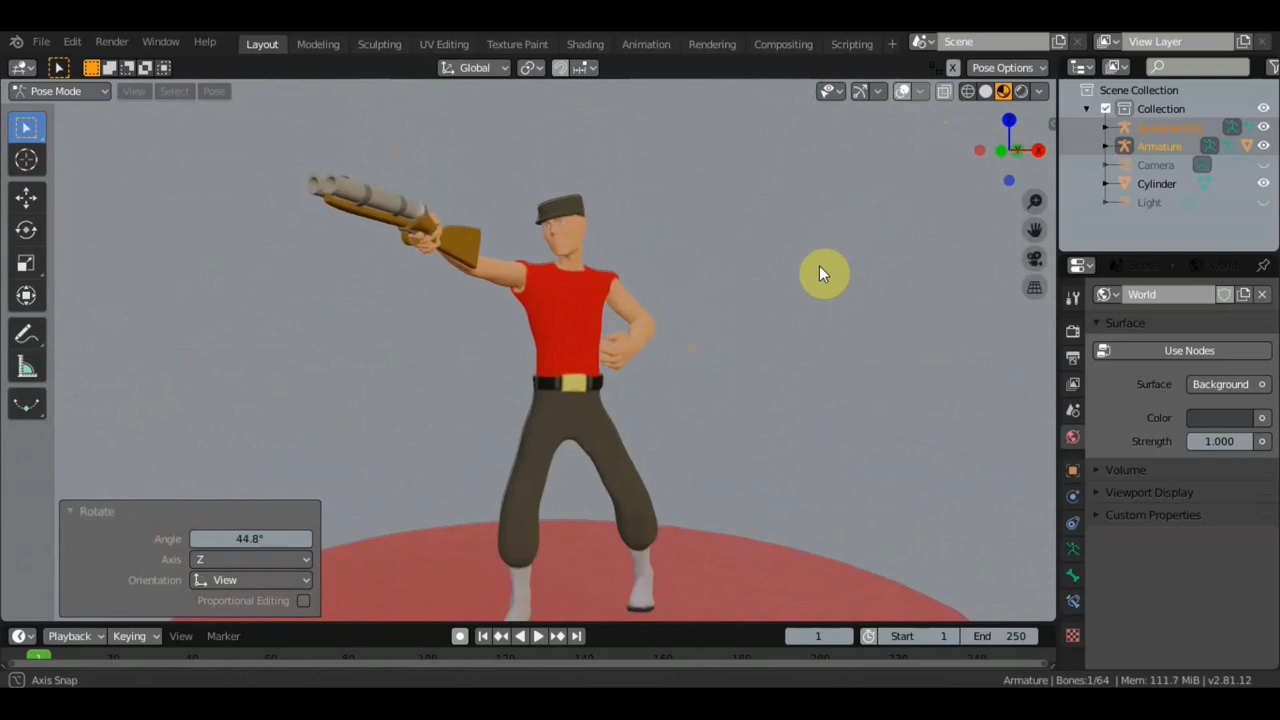 File Edit Render Window Help Layout Modeling Sculpting UV Editing Texture Paint Shading Animation Rendering Compositing Scripting + Scene View Layer
Global X Pose Options
Pose Mode View Select Pose
Scene Collection
Collection
Armature
Camera
Cylinder
Light
Z
Y X
World
Surface
Use Nodes
Surface Background
Color
Strength 1.000
Volume
Viewport Display
Custom Properties
Rotate
Angle 44.8°
Axis Z
Orientation View
Proportional Editing
Playback Keying View Marker 1 Start 1 End 250
1
Axis Snap Armature | Bones:1/64 | Mem: 111.7 MiB | v2.81.12